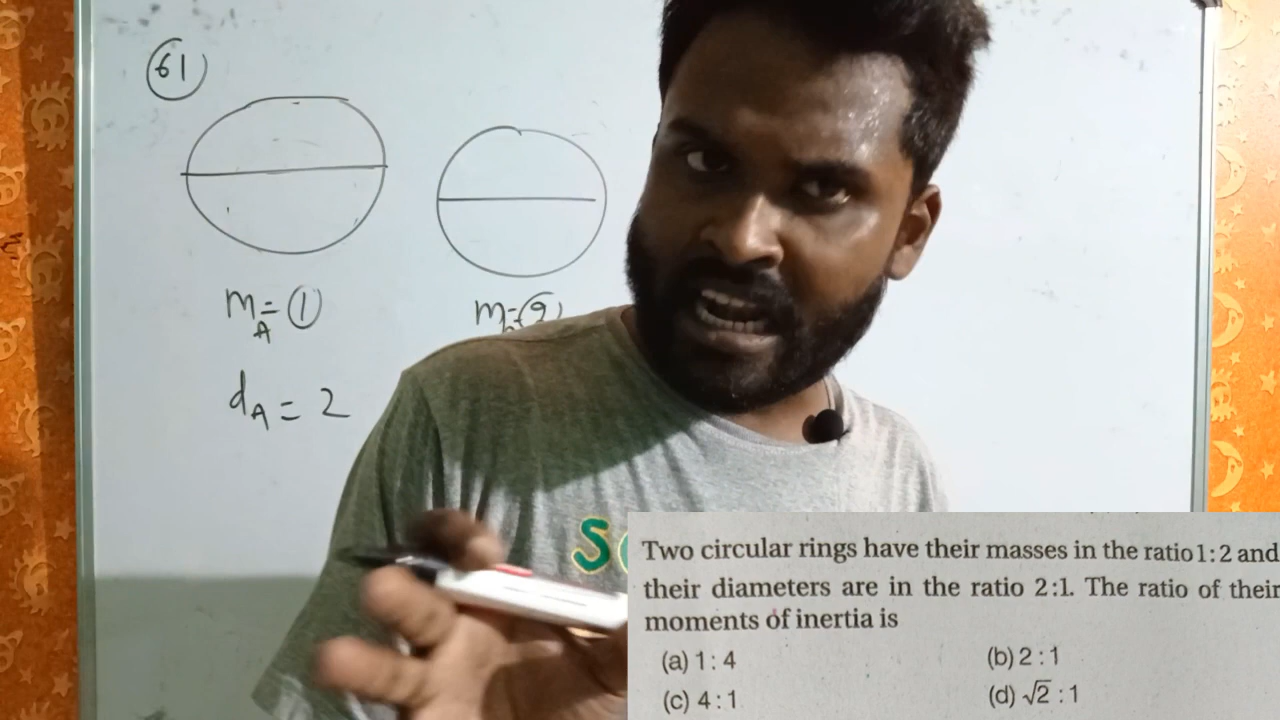 61
m_A = 1
m = 2
d_A = 2
S
Two circular rings have their masses in the ratio 1:2 and
their diameters are in the ratio 2:1. The ratio of their
moments of inertia is
(a) 1 : 4
(b) 2 : 1
(c) 4 : 1
(d) √2 : 1